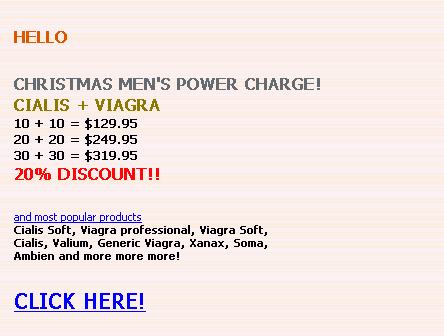 HELLO
CHRISTMAS MEN'S POWER CHARGE!
CIALIS + VIAGRA
10 + 10 = $129.95
20 + 20 = $249.95
30 + 30 = $319.95
20% DISCOUNT!!
and most popular products
Cialis Soft, Viagra professional, Viagra Soft,
Cialis, Valium, Generic Viagra, Xanax, Soma,
Ambien and more more more!
CLICK HERE!